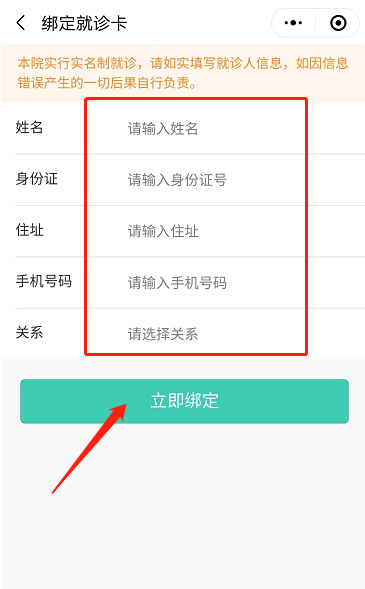 绑定就诊卡
本院实行实名制就诊，请如实填写就诊人信息，如因信息
错误产生的一切后果自行负责。
姓名 请输入姓名
身份证 请输入身份证号
住址 请输入住址
手机号码 请输入手机号码
关系 请选择关系
立即绑定